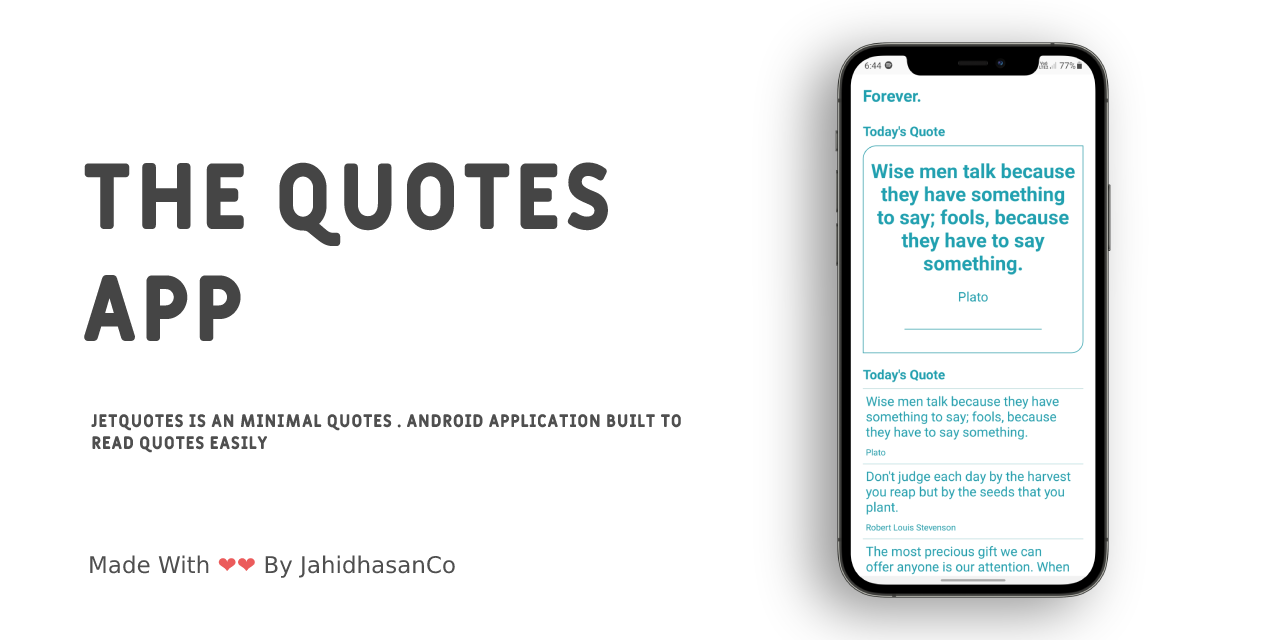 THE QUOTES
APP
JETQUOTES IS AN MINIMAL QUOTES . ANDROID APPLICATION BUILT TO
READ QUOTES EASILY
Made With ❤❤ By JahidhasanCo
6:44 77%
Forever.
Today's Quote
Wise men talk because
they have something
to say; fools, because
they have to say
something.
Plato
Today's Quote
Wise men talk because they have
something to say; fools, because
they have to say something.
Plato
Don't judge each day by the harvest
you reap but by the seeds that you
plant.
Robert Louis Stevenson
The most precious gift we can
offer anyone is our attention. When